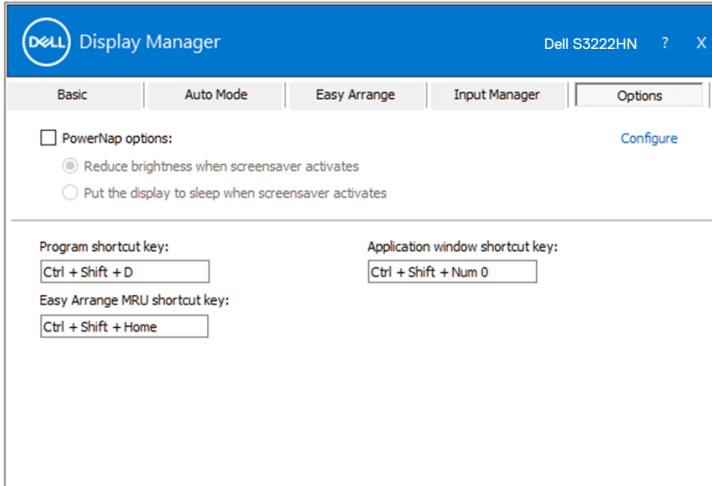 DELL Display Manager Dell S3222HN ? X
Basic Auto Mode Easy Arrange Input Manager Options
PowerNap options: Configure
Reduce brightness when screensaver activates
Put the display to sleep when screensaver activates
Program shortcut key: Application window shortcut key:
Ctrl + Shift + D Ctrl + Shift + Num 0
Easy Arrange MRU shortcut key:
Ctrl + Shift + Home